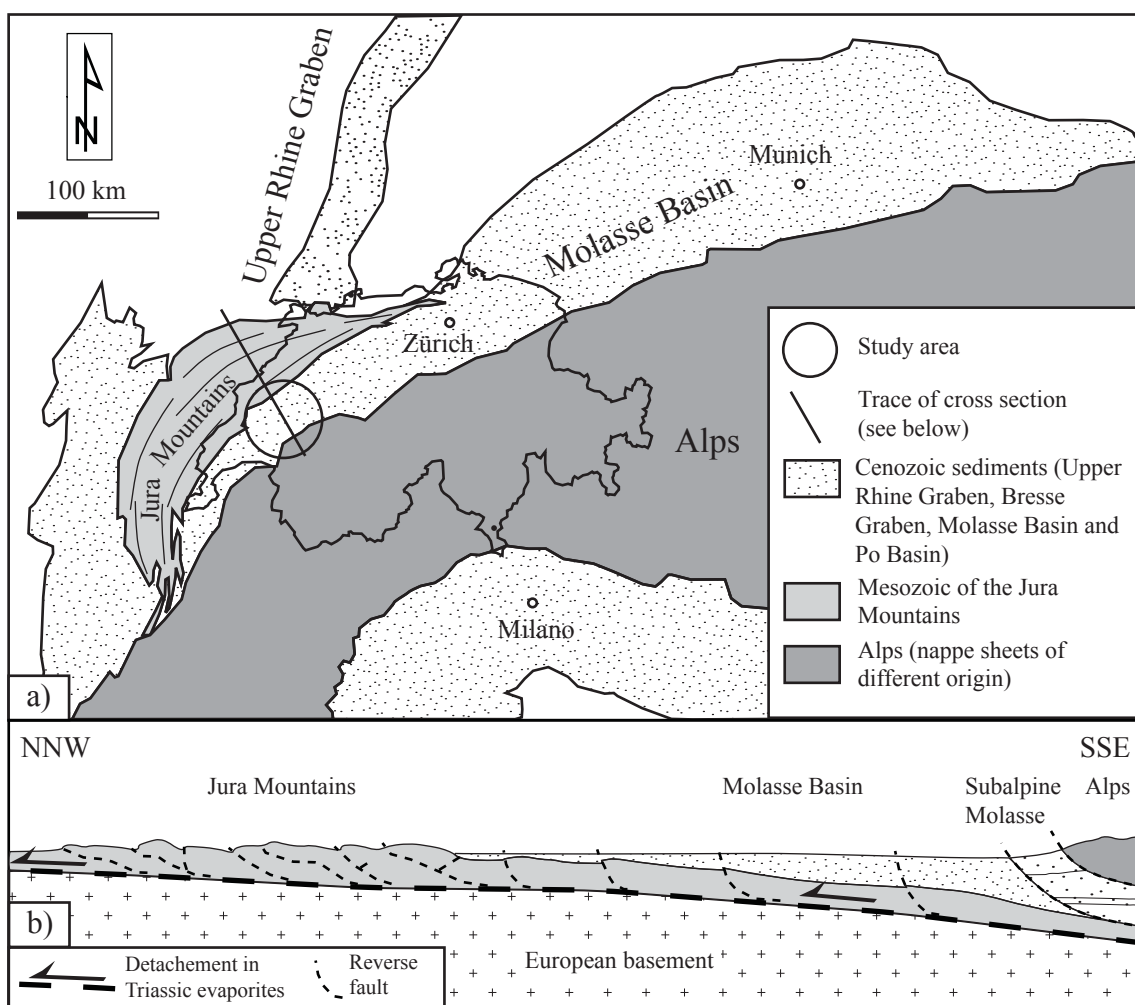 N
100 km
Upper Rhine Graben
Munich
Molasse Basin
Zürich
Jura
Mountains
Alps
Milano
Study area
Trace of cross section
(see below)
Cenozoic sediments (Upper
Rhine Graben, Bresse
Graben, Molasse Basin and
Po Basin)
Mesozoic of the Jura
Mountains
Alps (nappe sheets of
different origin)
a)
NNW
SSE
Jura Mountains
Molasse Basin
Subalpine
Molasse
Alps
b)
European basement
Detachement in
Triassic evaporites
Reverse
fault